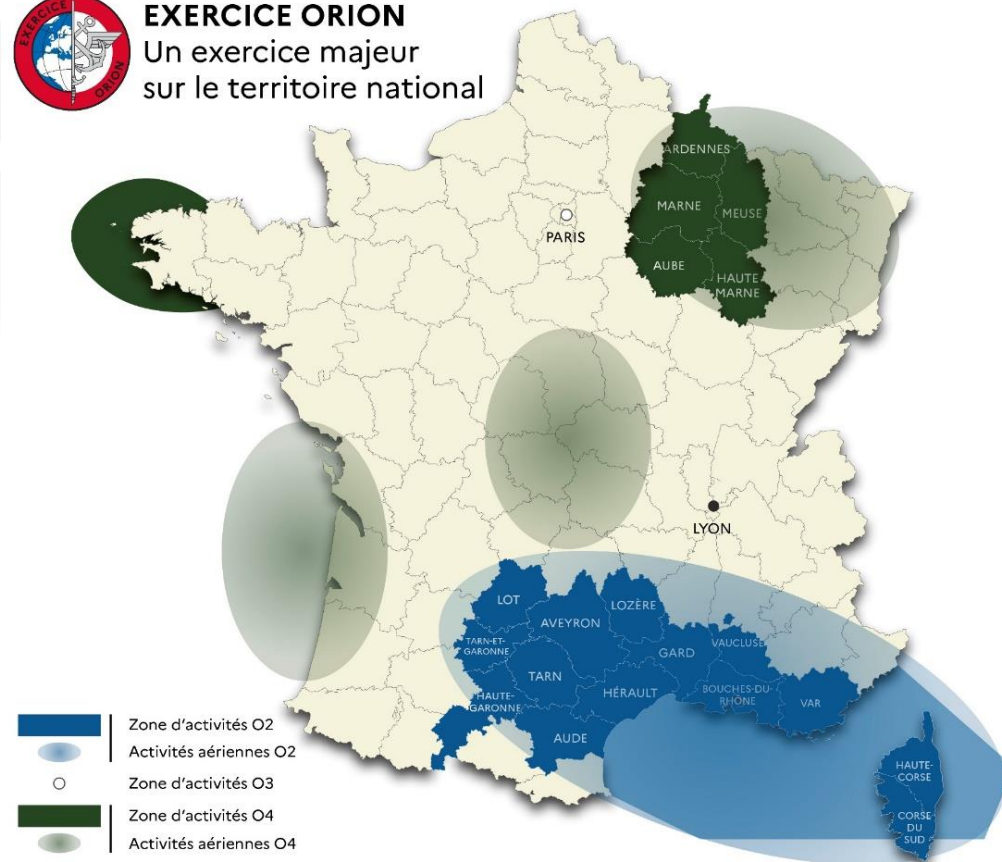 EXERCICE
ORION
EXERCICE ORION
Un exercice majeur
sur le territoire national
ARDENNES
MARNE
MEUSE
PARIS
AUBE
HAUTE
MARNE
LYON
LOT
LOZÈRE
AVEYRON
TARN-ET-
GARONNE
VAUCLUSE
GARD
TARN
HÉRAULT
BOUCHES-DU-
RHÔNE
VAR
HAUTE-
GARONNE
AUDE
HAUTE-
CORSE
CORSE
DU
SUD
Zone d'activités O2
Activités aériennes O2
Zone d'activités O3
Zone d'activités O4
Activités aériennes O4